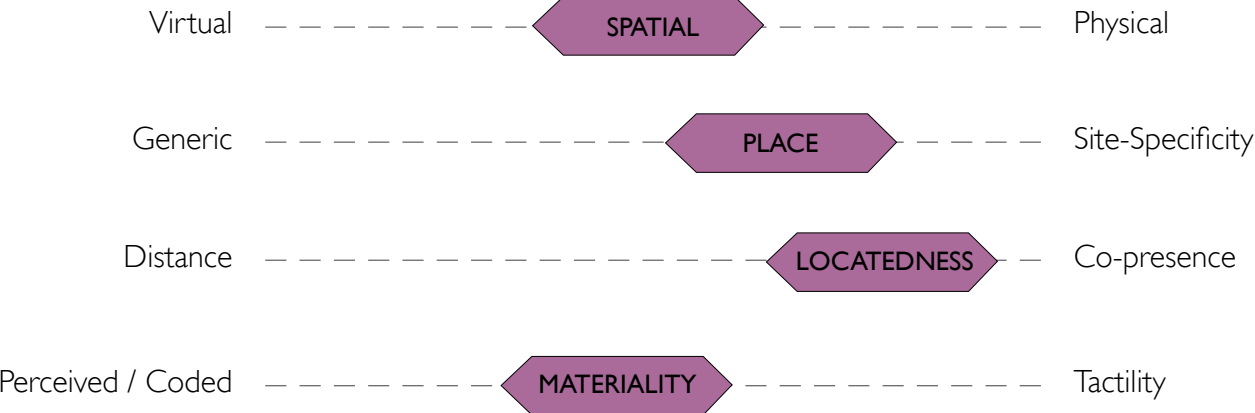 Virtual SPATIAL Physical
Generic PLACE Site-Specificity
Distance LOCATEDNESS Co-presence
Perceived / Coded MATERIALITY Tactility